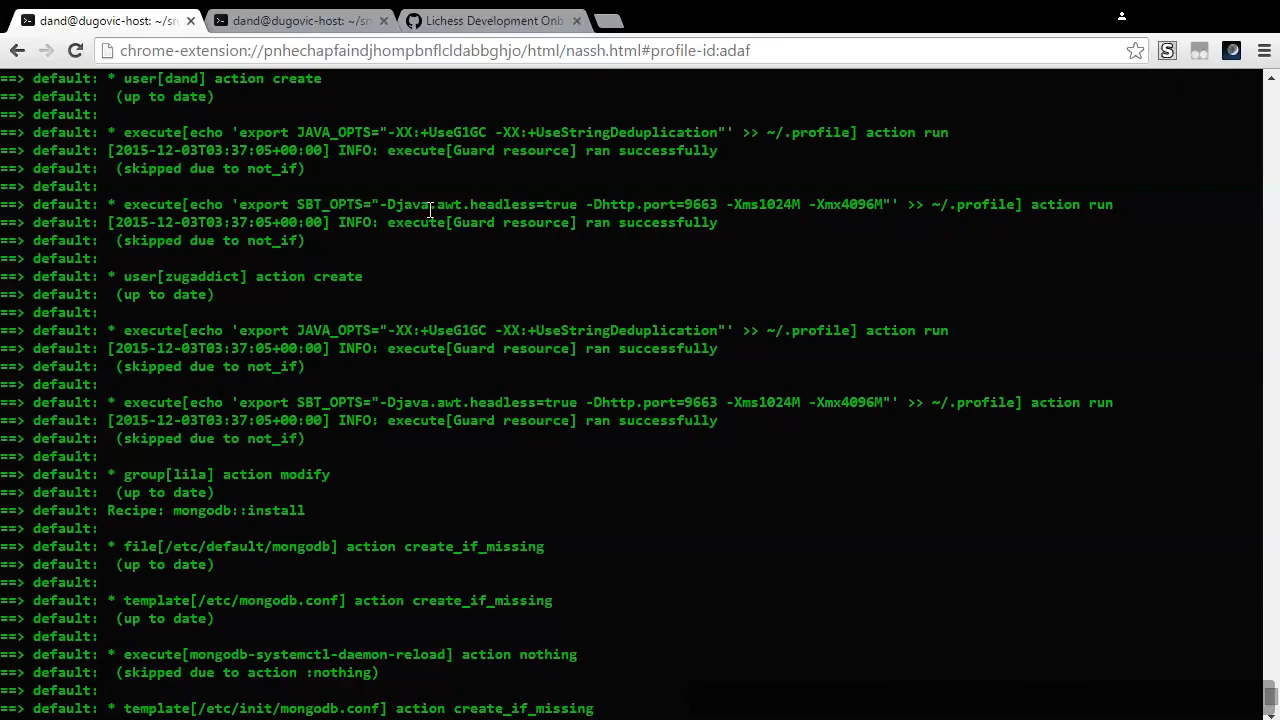 dand@dugovic-host: ~/sr
dand@dugovic-host: ~/sr
Lichess Development Onb
chrome-extension://pnhechapfaindjhompbnflcldabbghjo/html/nassh.html#profile-id:adaf
==> default: * user[dand] action create
==> default:  (up to date)
==> default:
==> default: * execute[echo 'export JAVA_OPTS="-XX:+UseG1GC -XX:+UseStringDeduplication"' >> ~/.profile] action run
==> default: [2015-12-03T03:37:05+00:00] INFO: execute[Guard resource] ran successfully
==> default:  (skipped due to not_if)
==> default:
==> default: * execute[echo 'export SBT_OPTS="-Djava.awt.headless=true -Dhttp.port=9663 -Xms1024M -Xmx4096M"' >> ~/.profile] action run
==> default: [2015-12-03T03:37:05+00:00] INFO: execute[Guard resource] ran successfully
==> default:  (skipped due to not_if)
==> default:
==> default: * user[zugaddict] action create
==> default:  (up to date)
==> default:
==> default: * execute[echo 'export JAVA_OPTS="-XX:+UseG1GC -XX:+UseStringDeduplication"' >> ~/.profile] action run
==> default: [2015-12-03T03:37:05+00:00] INFO: execute[Guard resource] ran successfully
==> default:  (skipped due to not_if)
==> default:
==> default: * execute[echo 'export SBT_OPTS="-Djava.awt.headless=true -Dhttp.port=9663 -Xms1024M -Xmx4096M"' >> ~/.profile] action run
==> default: [2015-12-03T03:37:05+00:00] INFO: execute[Guard resource] ran successfully
==> default:  (skipped due to not_if)
==> default:
==> default: * group[lila] action modify
==> default:  (up to date)
==> default: Recipe: mongodb::install
==> default:
==> default: * file[/etc/default/mongodb] action create_if_missing
==> default:  (up to date)
==> default:
==> default: * template[/etc/mongodb.conf] action create_if_missing
==> default:  (up to date)
==> default:
==> default: * execute[mongodb-systemctl-daemon-reload] action nothing
==> default:  (skipped due to action :nothing)
==> default:
==> default: * template[/etc/init/mongodb.conf] action create_if_missing